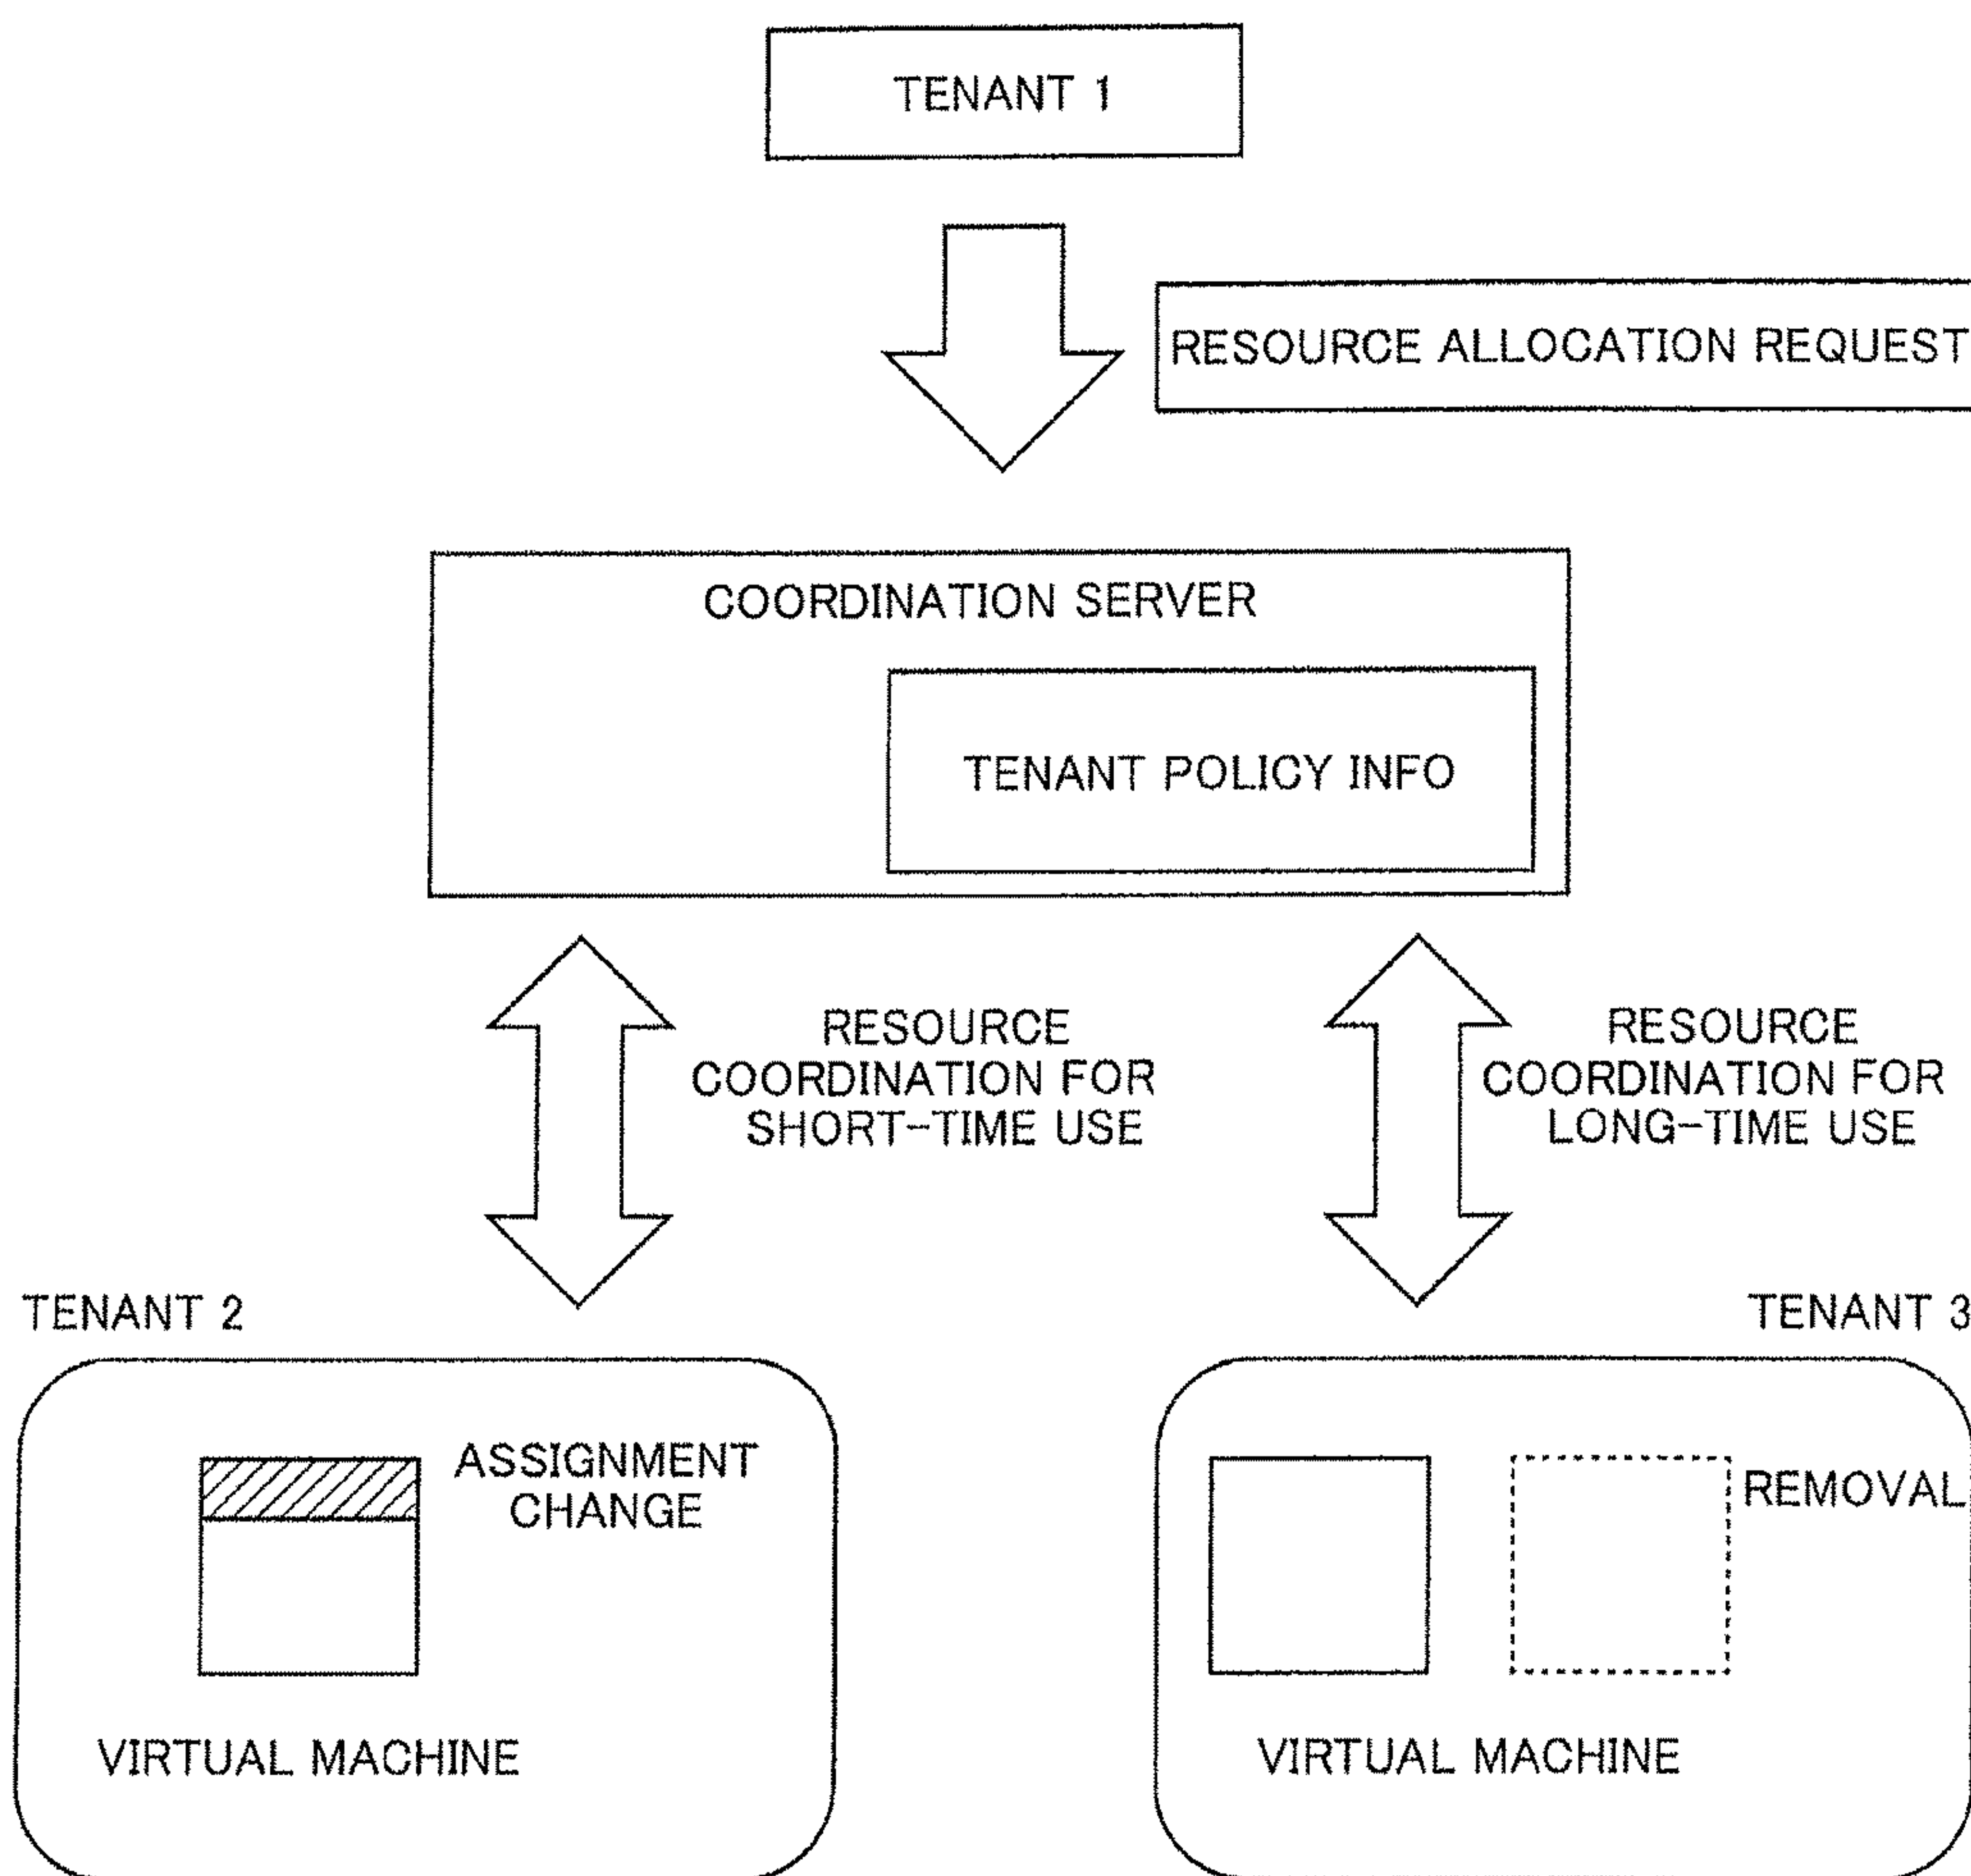 TENANT 1
RESOURCE ALLOCATION REQUEST
COORDINATION SERVER
TENANT POLICY INFO
RESOURCE
COORDINATION FOR
SHORT-TIME USE
RESOURCE
COORDINATION FOR
LONG-TIME USE
TENANT 2
TENANT 3
ASSIGNMENT
CHANGE
VIRTUAL MACHINE
REMOVAL
VIRTUAL MACHINE